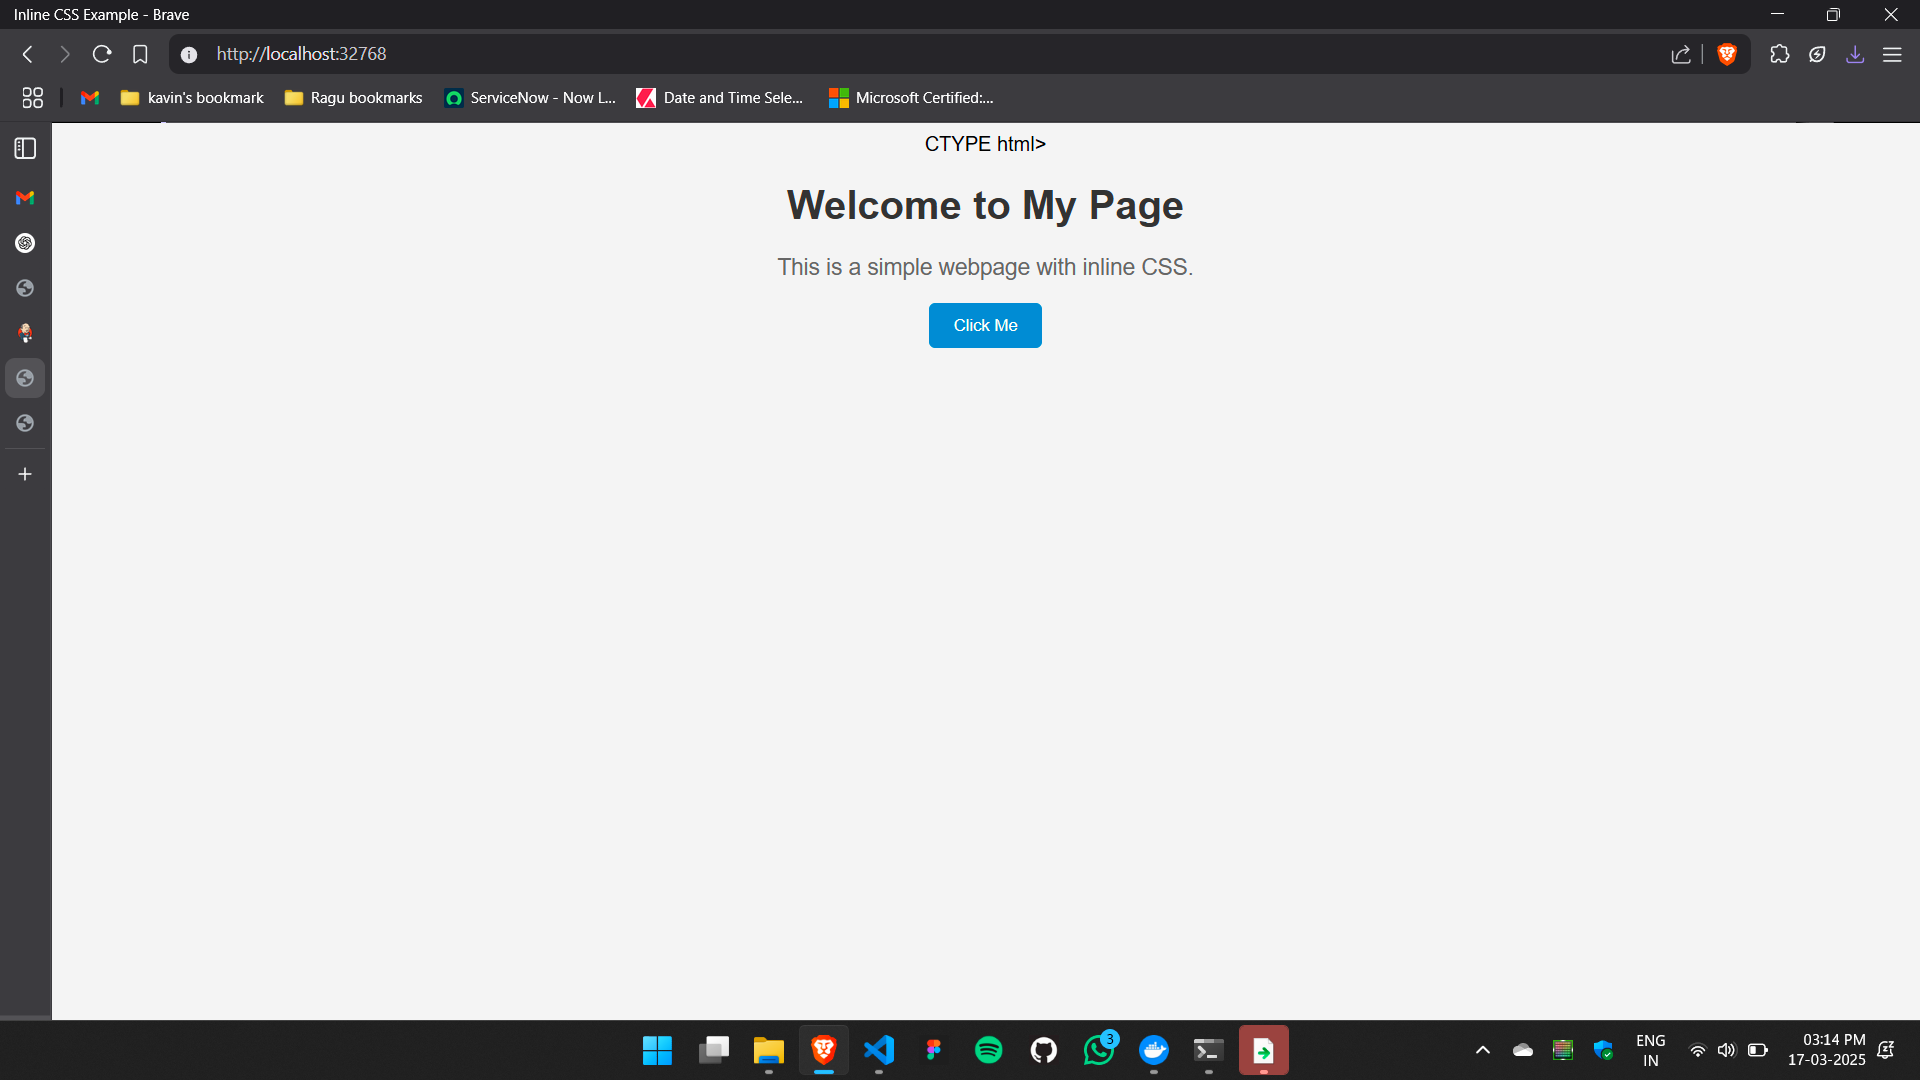 Inline CSS Example - Brave
http://localhost:32768
kavin's bookmark
Ragu bookmarks
ServiceNow - Now L...
Date and Time Sele...
Microsoft Certified:...
CTYPE html>
Welcome to My Page
This is a simple webpage with inline CSS.
Click Me
3
ENG
IN
03:14 PM
17-03-2025